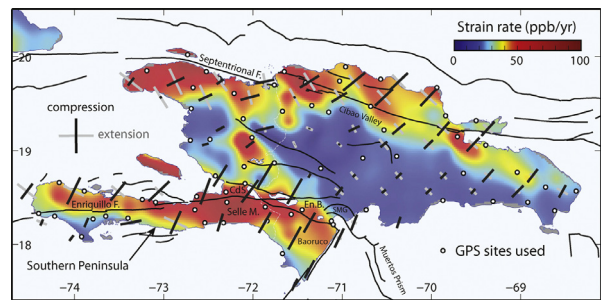 Strain rate (ppb/yr)
0 50 100
20
Septentrional F.
compression
extension
Cibao Valley
19
CdS
Enriquillo F.
Selle M.
En.B.
SMG
Baoruco
18
Southern Peninsula
Muertos Prism
GPS sites used
−74 −73 −72 −71 −70 −69